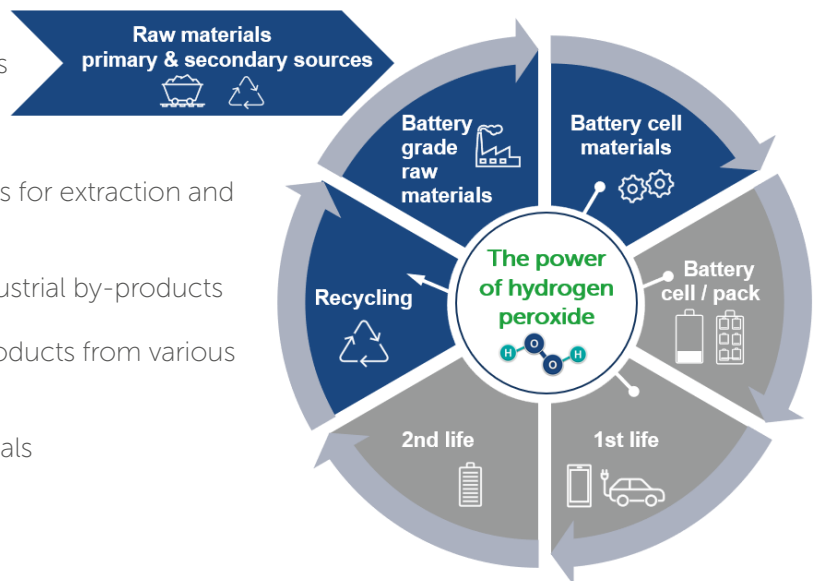 Raw materials
primary & secondary sources
s
s for extraction and
ustrial by-products
oducts from various
als
Battery
grade
raw
materials
Battery cell
materials
Battery
cell / pack
1st life
2nd life
Recycling
The power
of hydrogen
peroxide
H O O H